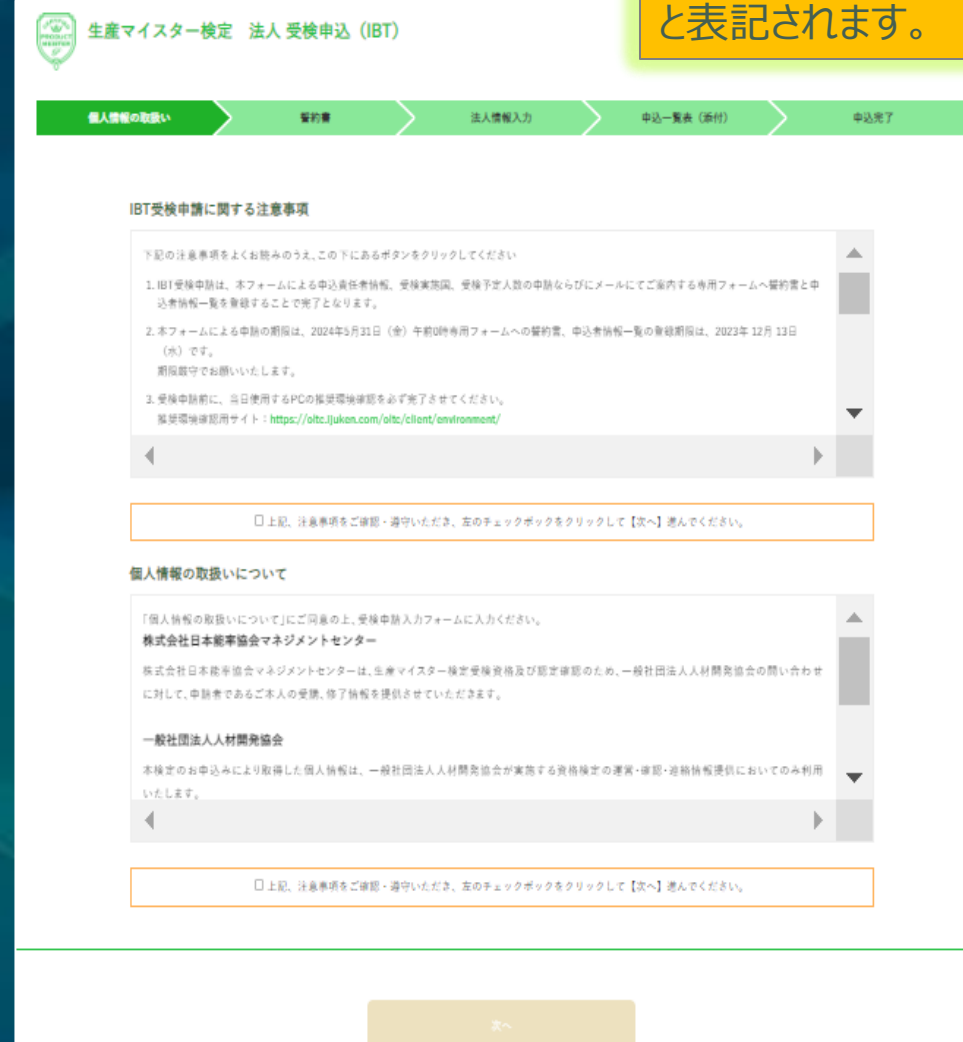 と表記されます。
生産マイスター検定 法人 受検申込（IBT）
個人情報の取扱い
誓約書
法人情報入力
申込一覧表（添付）
申込完了
IBT受検申請に関する注意事項
下記の注意事項をよくお読みのうえ、この下にあるボタンをクリックしてください
1. IBT受検申請は、本フォームによる申込責任者情報、受検実施国、受検予定人数の申請ならびにメールにてご案内する専用フォームへ誓約書と申
込者情報一覧を登録することで完了となります。
2. 本フォームによる申請の期限は、2024年5月31日（金）午前0時専用フォームへの誓約書、申込者情報一覧の登録期限は、2023年 12月 13日
（水）です。
期限厳守でお願いいたします。
3. 受検申請前に、当日使用するPCの推奨環境確認を必ず完了させてください。
推奨環境確認用サイト：https://oltc.ijuken.com/oltc/client/environment/
上記、注意事項をご確認・遵守いただき、左のチェックボックをクリックして【次へ】進んでください。
個人情報の取扱いについて
「個人情報の取扱いについて」にご同意の上、受検申請入力フォームに入力ください。
株式会社日本能率協会マネジメントセンター
株式会社日本能率協会マネジメントセンターは、生産マイスター検定受検資格及び認定確認のため、一般社団法人人材開発協会の問い合わせ
に対して、申請者であるご本人の受講、修了情報を提供させていただきます。
一般社団法人人材開発協会
本検定のお申込みにより取得した個人情報は、一般社団法人人材開発協会が実施する資格検定の運営・確認・連絡情報提供においてのみ利用
いたします。
上記、注意事項をご確認・遵守いただき、左のチェックボックをクリックして【次へ】進んでください。
次へ